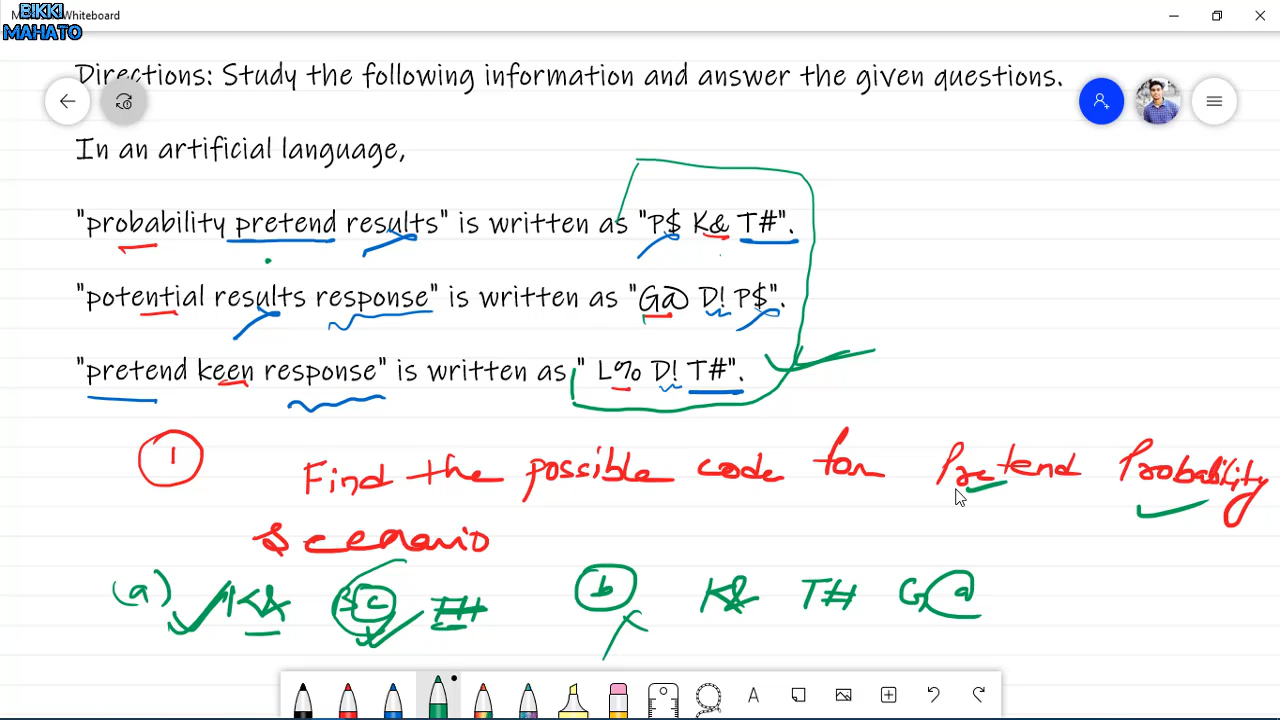 BIKKI
MAHATO
Whiteboard
Directions: Study the following information and answer the given questions.
In an artificial language,
"probability pretend results" is written as "P$ K& T#".
"potential results response" is written as "G@ D! P$".
"pretend keen response" is written as " L% D! T#".
1 Find the possible code for Pretend Probability
Scenario
(a) K& T# (b) K& T# G@
A